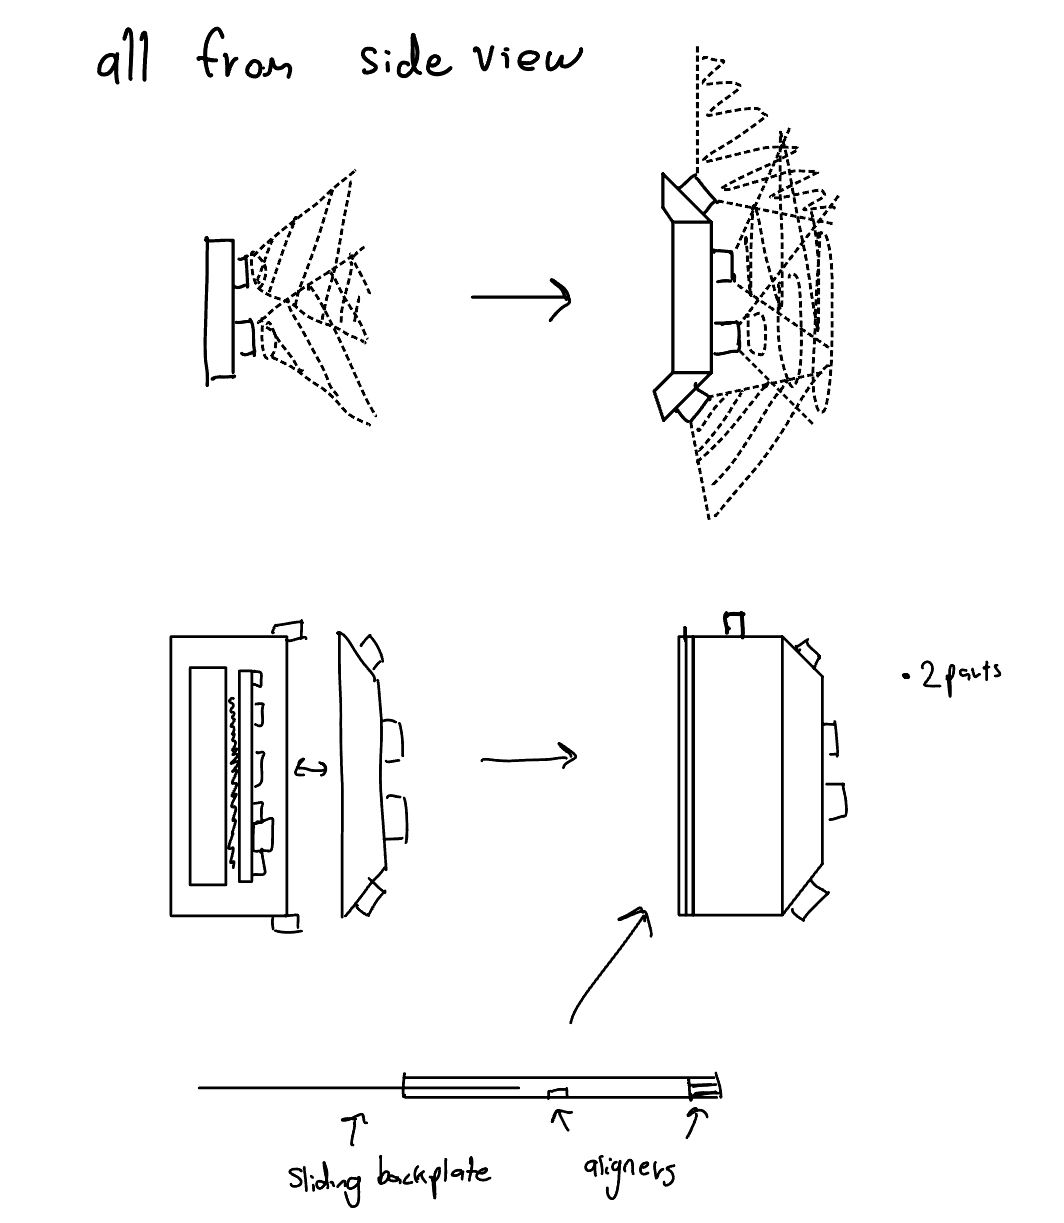 all from side view
• 2 parts
sliding backplate
aligners